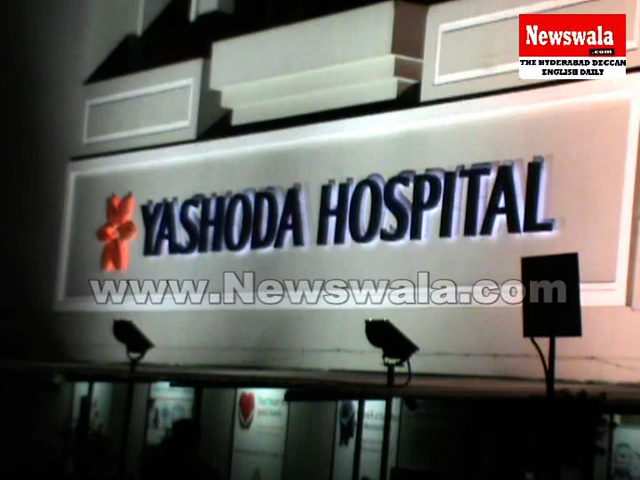 Newswala
.com
THE HYDERABAD DECCAN
ENGLISH DAILY
YASHODA HOSPITAL
www.Newswala.com